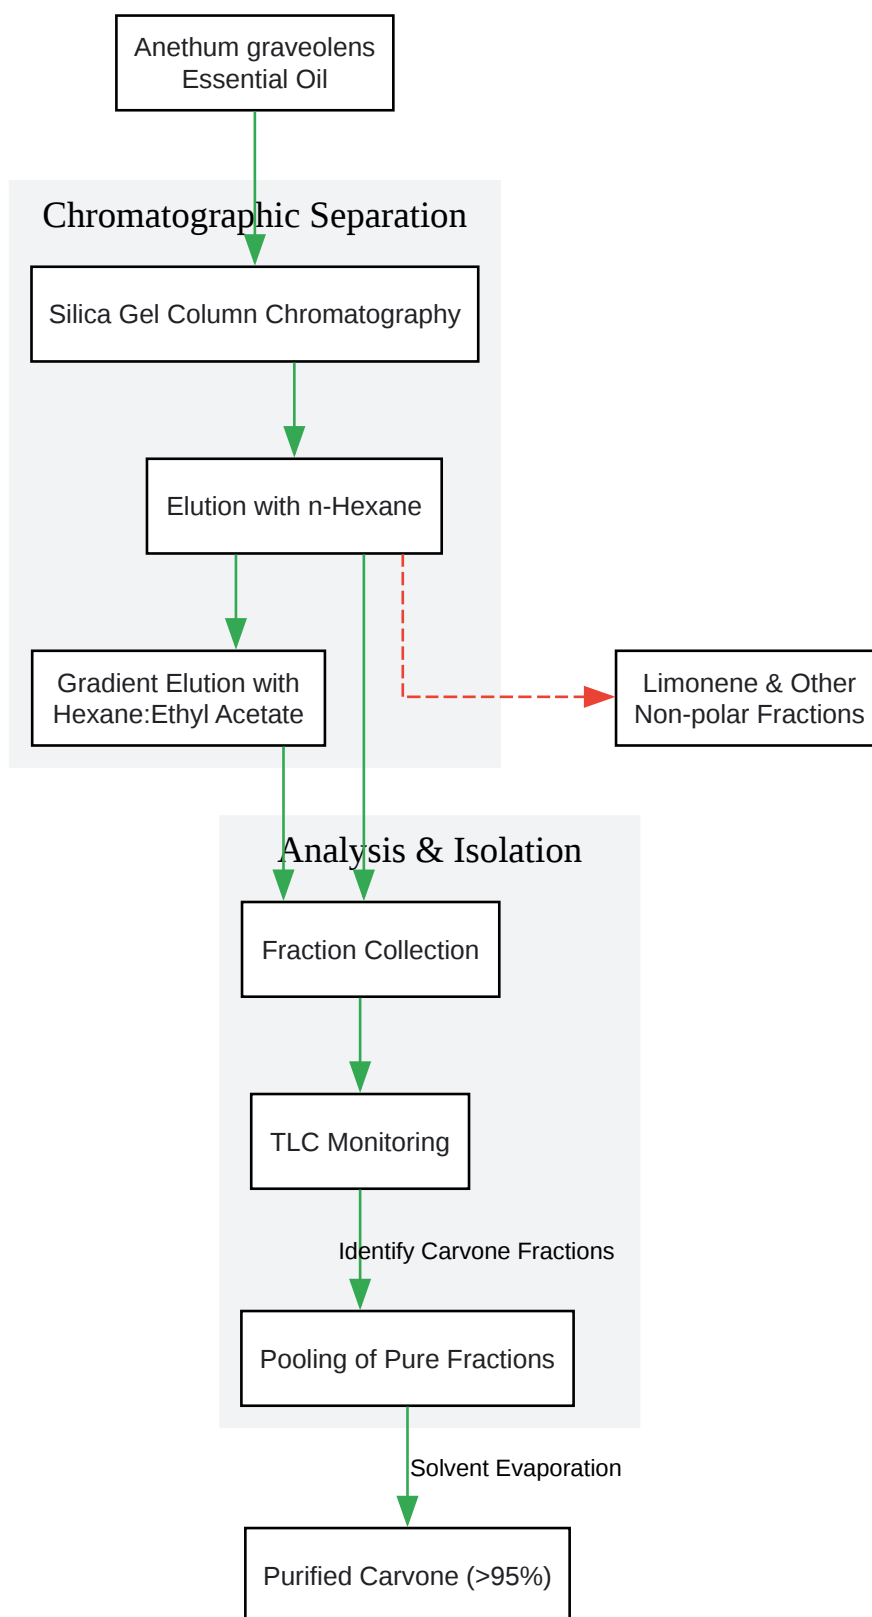 Anethum graveolens
Essential Oil
Chromatographic Separation
Silica Gel Column Chromatography
Elution with n-Hexane
Gradient Elution with
Hexane:Ethyl Acetate
Limonene & Other
Non-polar Fractions
Analysis & Isolation
Fraction Collection
TLC Monitoring
Identify Carvone Fractions
Pooling of Pure Fractions
Solvent Evaporation
Purified Carvone (>95%)